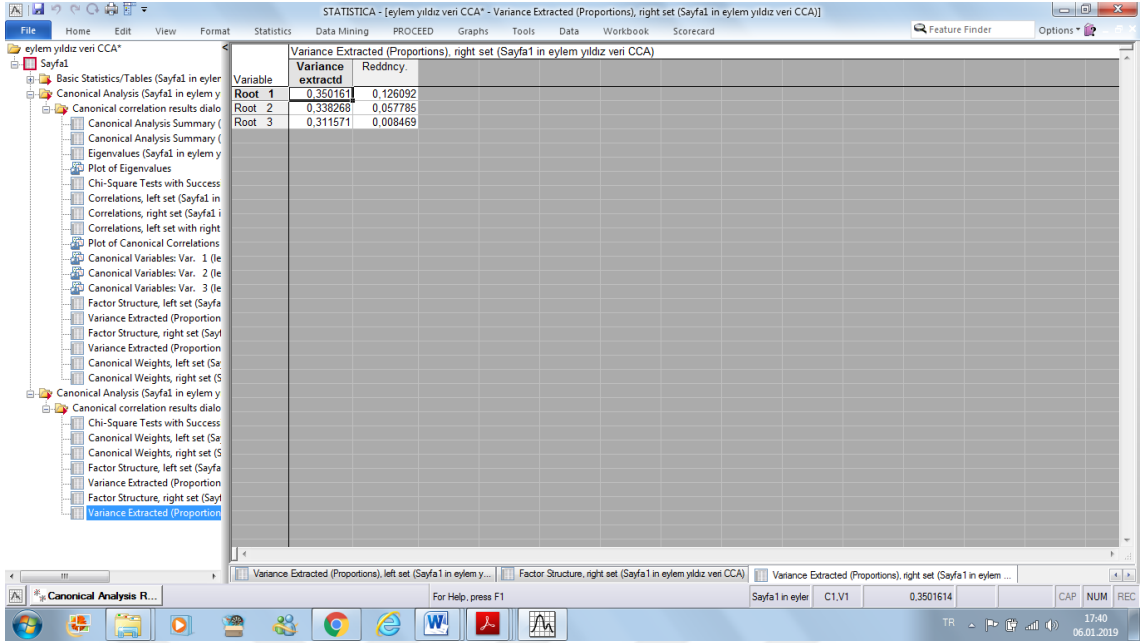 STATISTICA - [eylem yıldız veri CCA* - Variance Extracted (Proportions), right set (Sayfa1 in eylem yıldız veri CCA)]
File Home Edit View Format Statistics Data Mining PROCEED Graphs Tools Data Workbook Scorecard Feature Finder Options
eylem yıldız veri CCA*
Sayfa1
Basic Statistics/Tables (Sayfa1 in eylem
Canonical Analysis (Sayfa1 in eylem y
Canonical correlation results dialo
Canonical Analysis Summary (
Canonical Analysis Summary (
Eigenvalues (Sayfa1 in eylem y
Plot of Eigenvalues
Chi-Square Tests with Success
Correlations, left set (Sayfa1 in
Correlations, right set (Sayfa1 i
Correlations, left set with right
Plot of Canonical Correlations
Canonical Variables: Var. 1 (le
Canonical Variables: Var. 2 (le
Canonical Variables: Var. 3 (le
Factor Structure, left set (Sayfa
Variance Extracted (Proportion
Factor Structure, right set (Sayf
Variance Extracted (Proportion
Canonical Weights, left set (Sa
Canonical Weights, right set (S
Canonical Analysis (Sayfa1 in eylem y
Canonical correlation results dialo
Chi-Square Tests with Success
Canonical Weights, left set (Sa
Canonical Weights, right set (S
Factor Structure, left set (Sayfa
Variance Extracted (Proportion
Factor Structure, right set (Sayf
Variance Extracted (Proportion
Variance Extracted (Proportions), right set (Sayfa1 in eylem yıldız veri CCA)
Variance Reddncy.
Variable extractd
Root 1 0,350161 0,126092
Root 2 0,338268 0,057785
Root 3 0,311571 0,008469
Variance Extracted (Proportions), left set (Sayfa1 in eylem y... Factor Structure, right set (Sayfa1 in eylem yıldız veri CCA) Variance Extracted (Proportions), right set (Sayfa1 in eylem ...
Canonical Analysis R... For Help, press F1 Sayfa1 in eyler C1,V1 0,3501614 CAP NUM REC
TR 17:40
06.01.2019